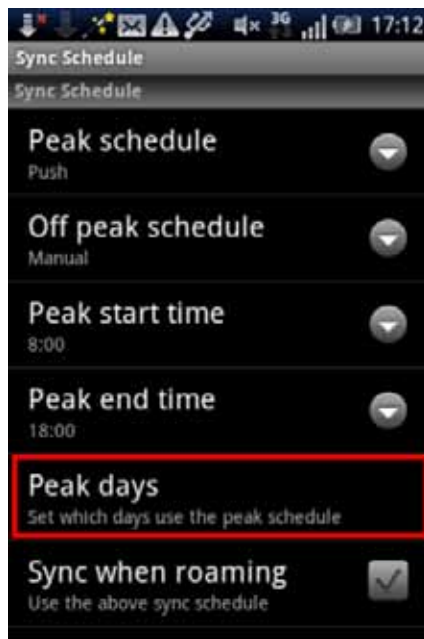 3G 17:12
Sync Schedule
Sync Schedule
Peak schedule
Push
Off peak schedule
Manual
Peak start time
8:00
Peak end time
18:00
Peak days
Set which days use the peak schedule
Sync when roaming
Use the above sync schedule